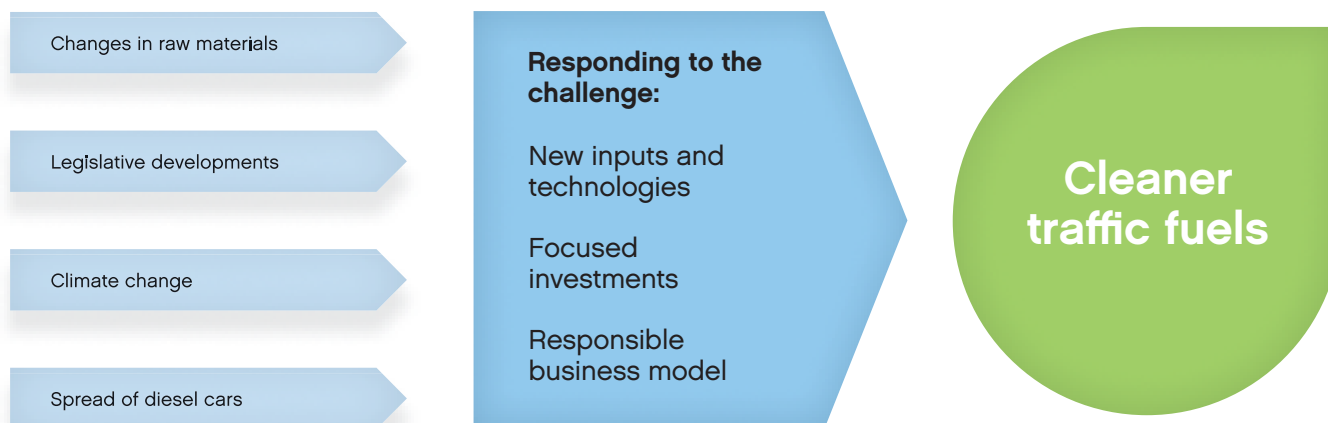 Changes in raw materials
Legislative developments
Climate change
Spread of diesel cars
Responding to the
challenge:
New inputs and
technologies
Focused
investments
Responsible
business model
Cleaner
traffic fuels